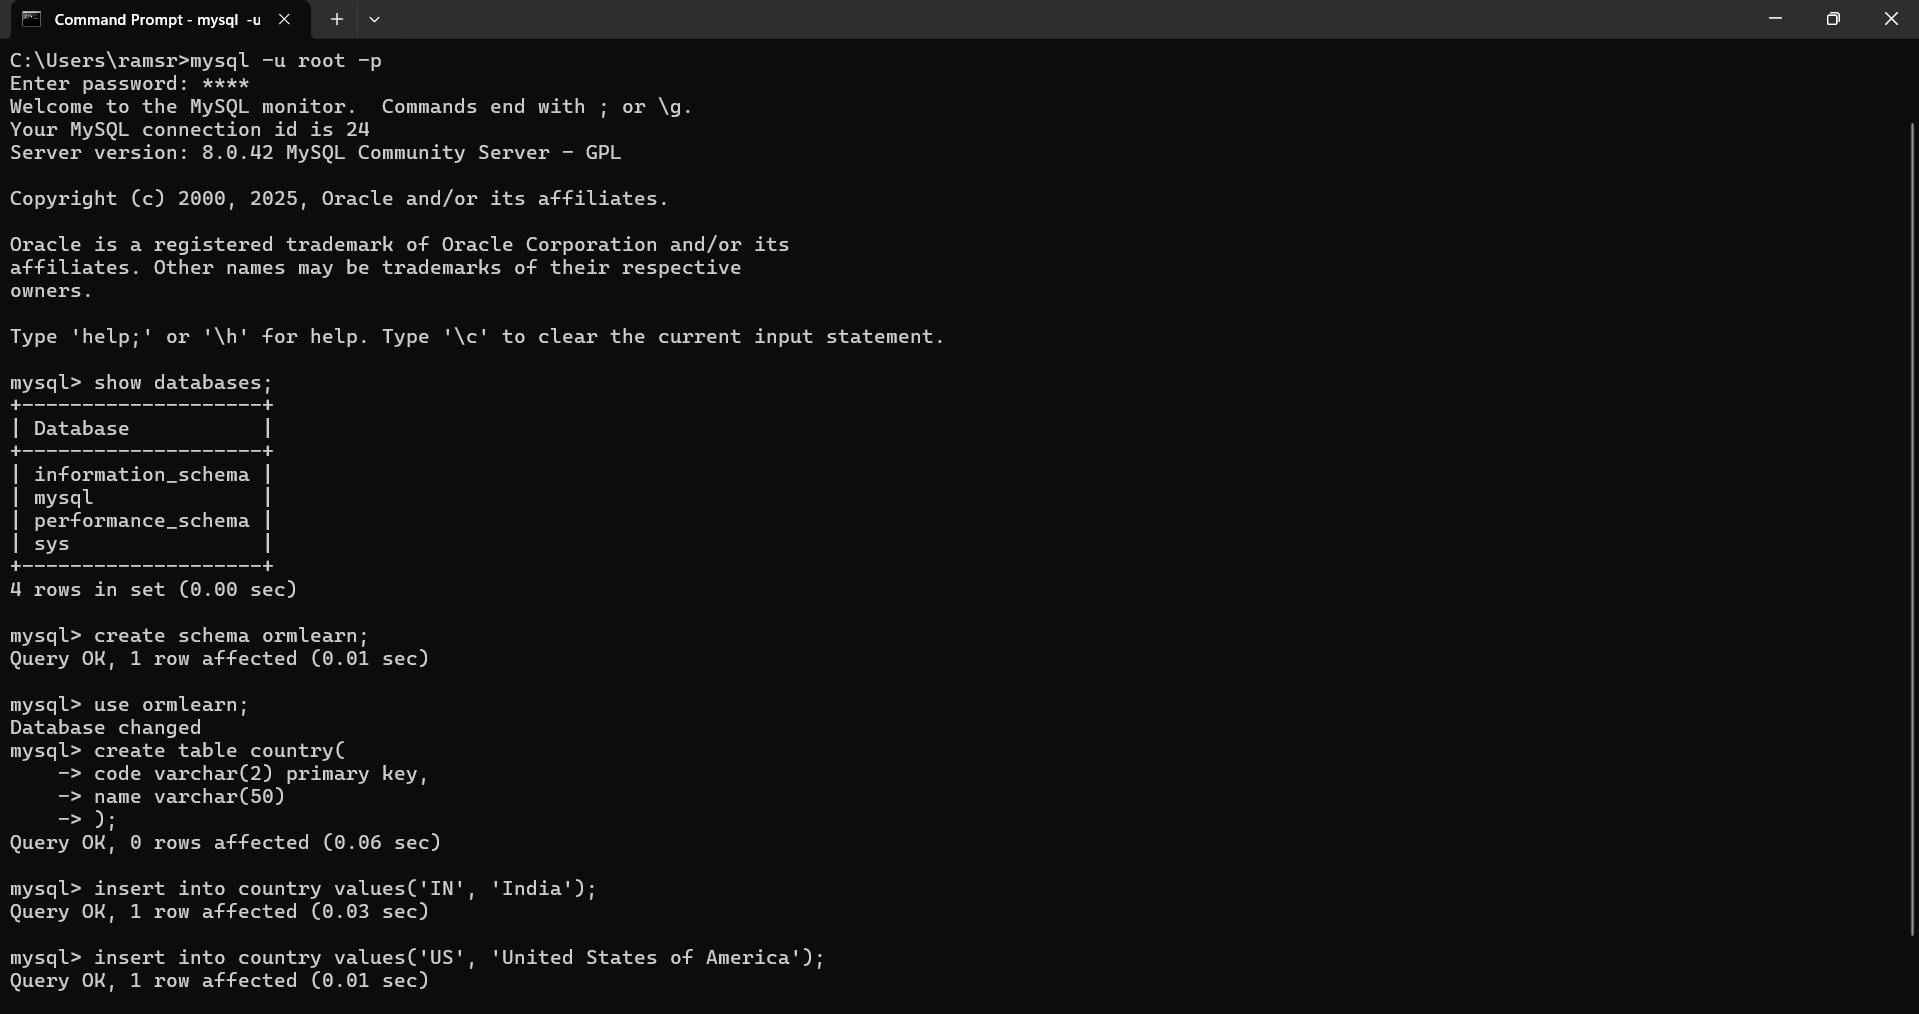 Command Prompt - mysql -u
C:\Users\ramsr>mysql -u root -p
Enter password: ****
Welcome to the MySQL monitor.  Commands end with ; or \g.
Your MySQL connection id is 24
Server version: 8.0.42 MySQL Community Server - GPL

Copyright (c) 2000, 2025, Oracle and/or its affiliates.

Oracle is a registered trademark of Oracle Corporation and/or its
affiliates. Other names may be trademarks of their respective
owners.

Type 'help;' or '\h' for help. Type '\c' to clear the current input statement.

mysql> show databases;
+--------------------+
| Database           |
+--------------------+
| information_schema |
| mysql              |
| performance_schema |
| sys                |
+--------------------+
4 rows in set (0.00 sec)

mysql> create schema ormlearn;
Query OK, 1 row affected (0.01 sec)

mysql> use ormlearn;
Database changed
mysql> create table country(
    -> code varchar(2) primary key,
    -> name varchar(50)
    -> );
Query OK, 0 rows affected (0.06 sec)

mysql> insert into country values('IN', 'India');
Query OK, 1 row affected (0.03 sec)

mysql> insert into country values('US', 'United States of America');
Query OK, 1 row affected (0.01 sec)